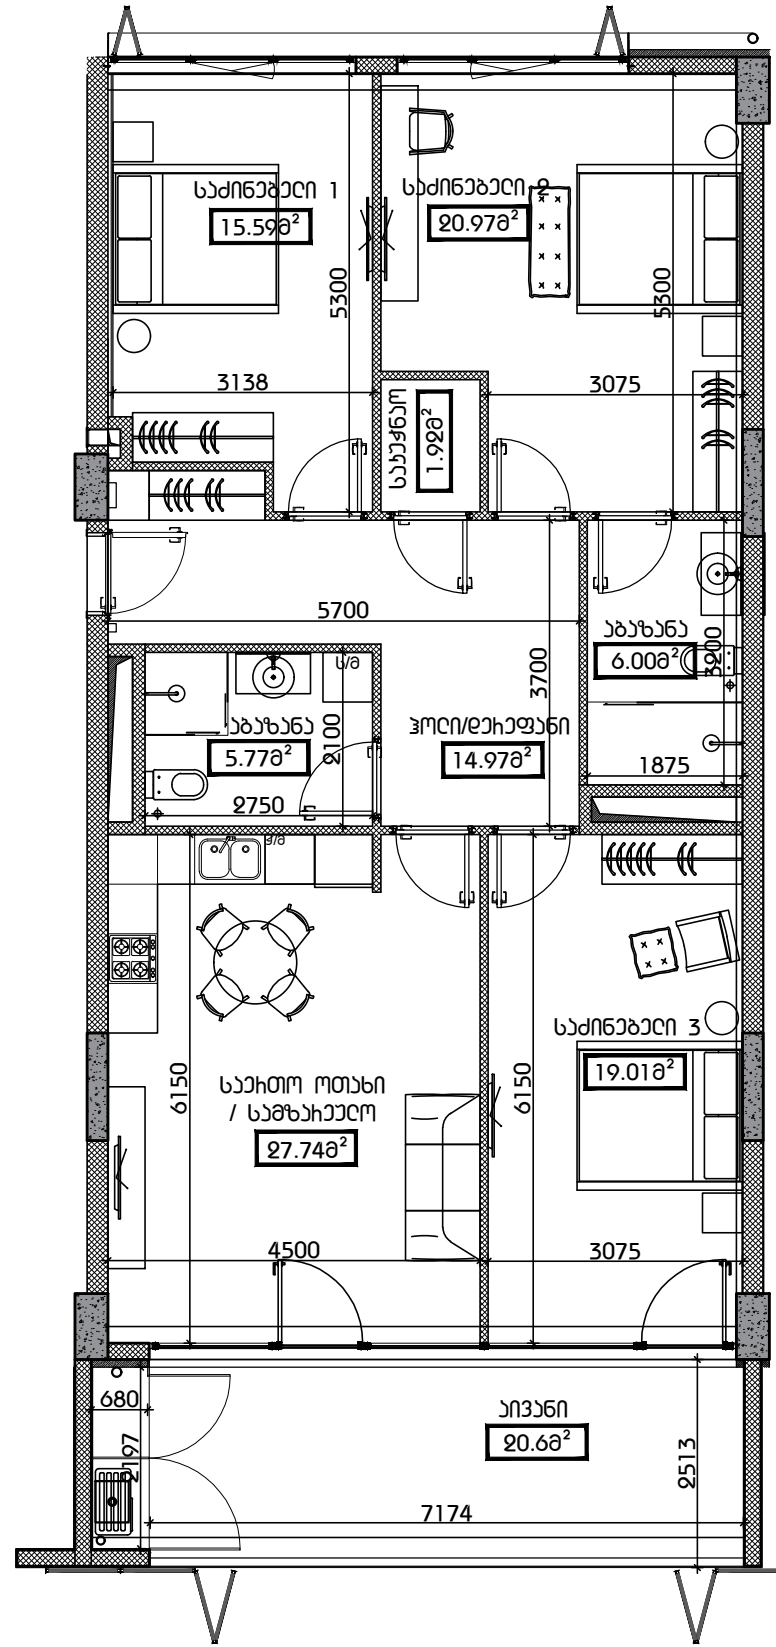 საძინებელი 1
15.59მ²
საძინებელი 2
20.97მ²
5300
5300
3138
3075
საკუჭნაო
1.92მ²
5700
3700
აბაზანა
6.00მ²
3200
1875
ს/მ
აბაზანა
5.77მ²
2100
2750
ჰოლი/დერეფანი
14.97მ²
ჭ/მ
საძინებელი 3
19.01მ²
6150
6150
საერთო ოთახი
/ სამზარეულო
27.74მ²
4500
3075
680
2197
აივანი
20.6მ²
2513
7174